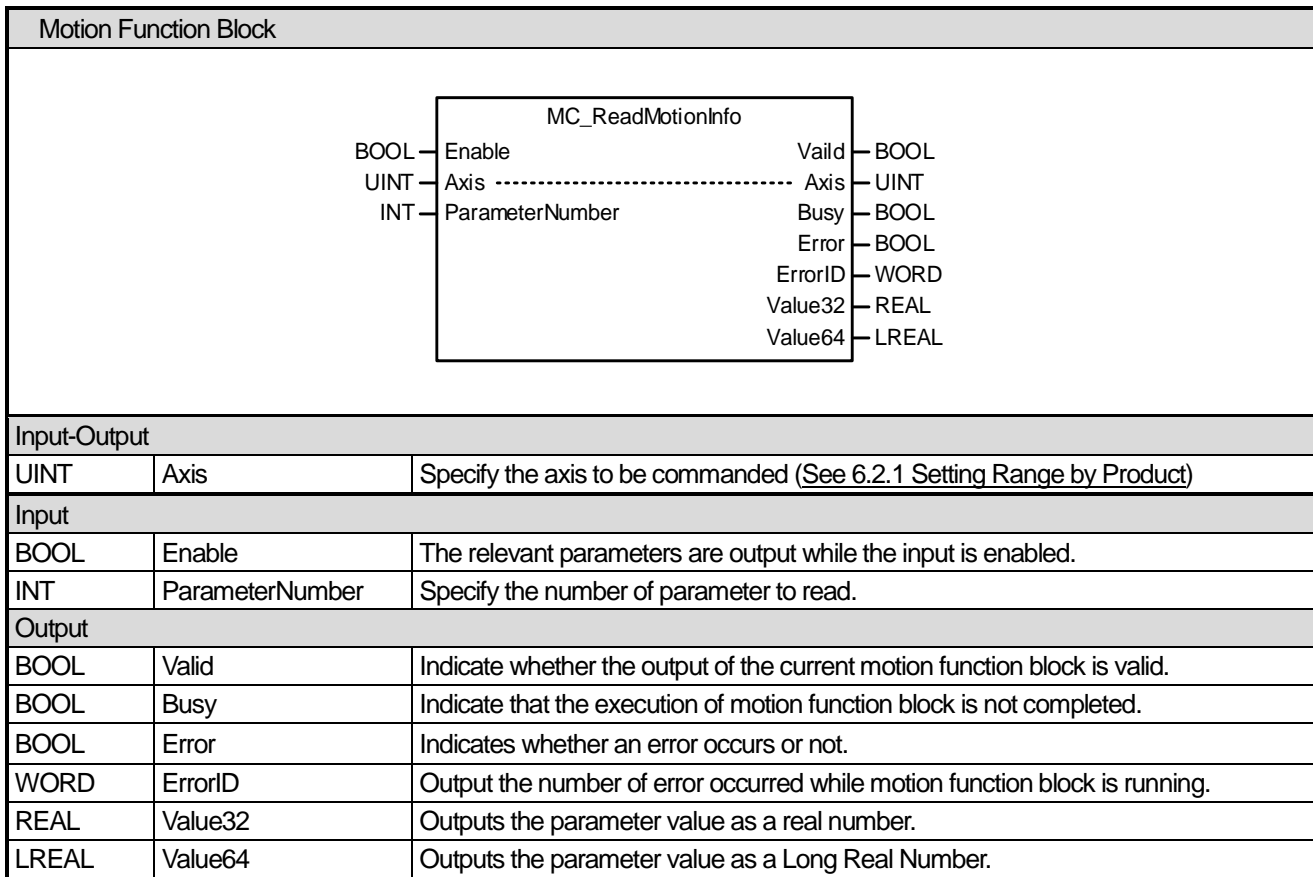 Motion Function Block
MC_ReadMotionInfo
BOOL Enable Vaild BOOL
UINT Axis Axis UINT
INT ParameterNumber Busy BOOL
Error BOOL
ErrorID WORD
Value32 REAL
Value64 LREAL
Input-Output
UINT Axis Specify the axis to be commanded (See 6.2.1 Setting Range by Product)
Input
BOOL Enable The relevant parameters are output while the input is enabled.
INT ParameterNumber Specify the number of parameter to read.
Output
BOOL Valid Indicate whether the output of the current motion function block is valid.
BOOL Busy Indicate that the execution of motion function block is not completed.
BOOL Error Indicates whether an error occurs or not.
WORD ErrorID Output the number of error occurred while motion function block is running.
REAL Value32 Outputs the parameter value as a real number.
LREAL Value64 Outputs the parameter value as a Long Real Number.